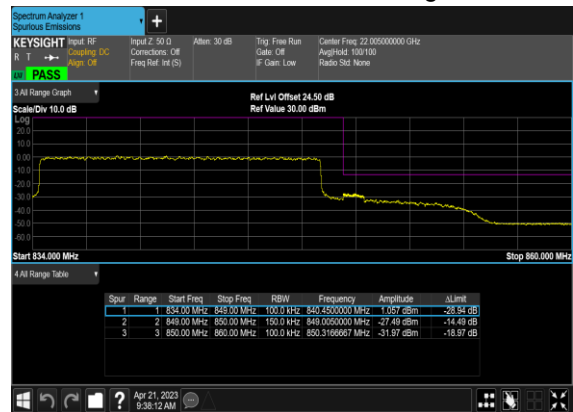 Spectrum Analyzer 1
Spurious Emissions
KEYSIGHT Input: RF Input Z: 50 Ω Atten: 30 dB Trig: Free Run Center Freq: 22.005000000 GHz
R T Coupling: DC Corrections: Off Gate: Off Avg|Hold: 100/100
Align: Off Freq Ref: Int (S) IF Gain: Low Radio Std: None
PASS
3 All Range Graph
Ref Lvl Offset 24.50 dB
Scale/Div 10.0 dB Ref Value 30.00 dBm
Log
20.0
10.0
0.00
-10.0
-20.0
-30.0
-40.0
-50.0
-60.0
Start 834.000 MHz Stop 860.000 MHz
4 All Range Table
Spur Range Start Freq Stop Freq RBW Frequency Amplitude ΔLimit
1 1 834.00 MHz 849.00 MHz 100.0 kHz 840.4500000 MHz 1.057 dBm -28.94 dB
2 2 849.00 MHz 850.00 MHz 150.0 kHz 849.0050000 MHz -27.49 dBm -14.49 dB
3 3 850.00 MHz 860.00 MHz 100.0 kHz 850.3166667 MHz -31.97 dBm -18.97 dB
? Apr 21, 2023
9:38:12 AM